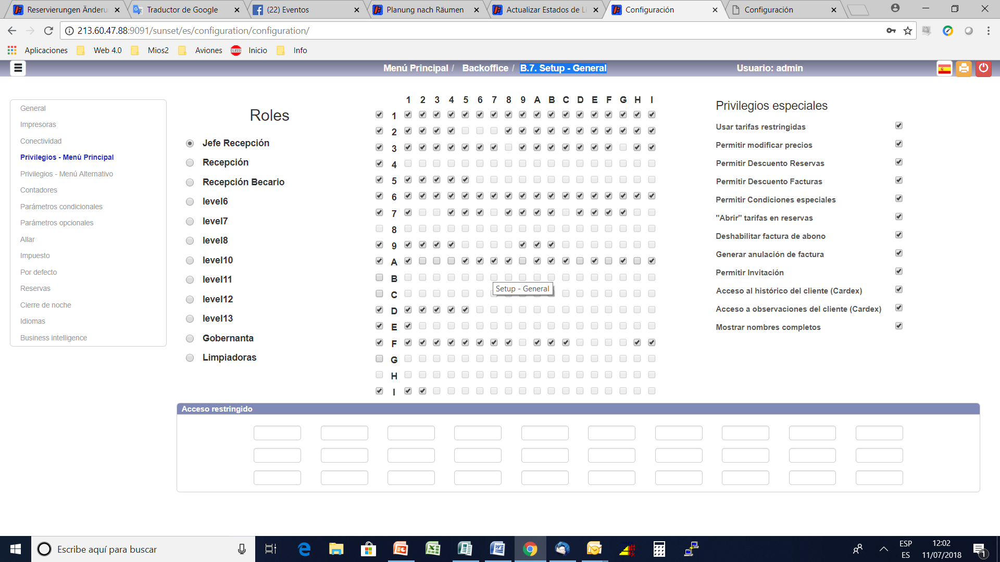 Reservierungen Änderu
Traductor de Google
(22) Eventos
Planung nach Räumen
Actualizar Estados de Li
Configuración
Configuración
213.60.47.88:9091/sunset/es/configuration/configuration/
Aplicaciones
Web 4.0
Mios2
Aviones
CLASSI
Inicio
Info
Menú Principal / Backoffice / B.7. Setup - General
Usuario: admin
General
Impresoras
Conectividad
Privilegios - Menú Principal
Privilegios - Menú Alternativo
Contadores
Parámetros condicionales
Parámetros opcionales
Allar
Impuesto
Por defecto
Reservas
Cierre de noche
Idiomas
Business intelligence
Roles
Jefe Recepción
Recepción
Recepción Becario
level6
level7
level8
level10
level11
level12
level13
Gobernanta
Limpiadoras
1 2 3 4 5 6 7 8 9 A B C D E F G H I
1
2
3
4
5
6
7
8
9
A
B
C
D
E
F
G
H
I
Setup - General
Privilegios especiales
Usar tarifas restringidas
Permitir modificar precios
Permitir Descuento Reservas
Permitir Descuento Facturas
Permitir Condiciones especiales
"Abrir" tarifas en reservas
Deshabilitar factura de abono
Generar anulación de factura
Permitir Invitación
Acceso al histórico del cliente (Cardex)
Acceso a observaciones del cliente (Cardex)
Mostrar nombres completos
Acceso restringido
Escribe aquí para buscar
ESP
ES
12:02
11/07/2018
1